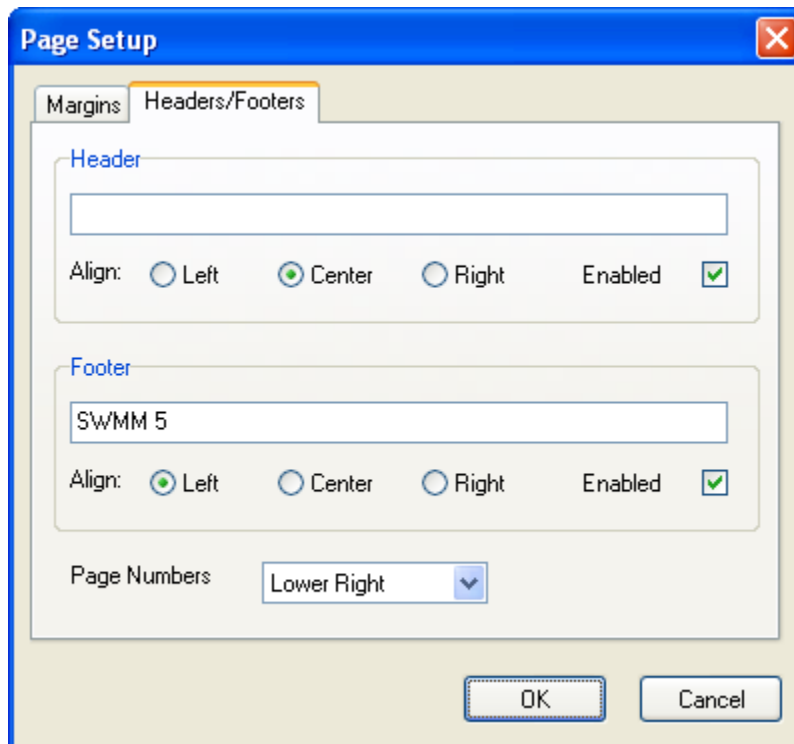 Page Setup
Margins Headers/Footers
Header
Align: Left Center Right Enabled
Footer
SWMM 5
Align: Left Center Right Enabled
Page Numbers Lower Right
OK Cancel